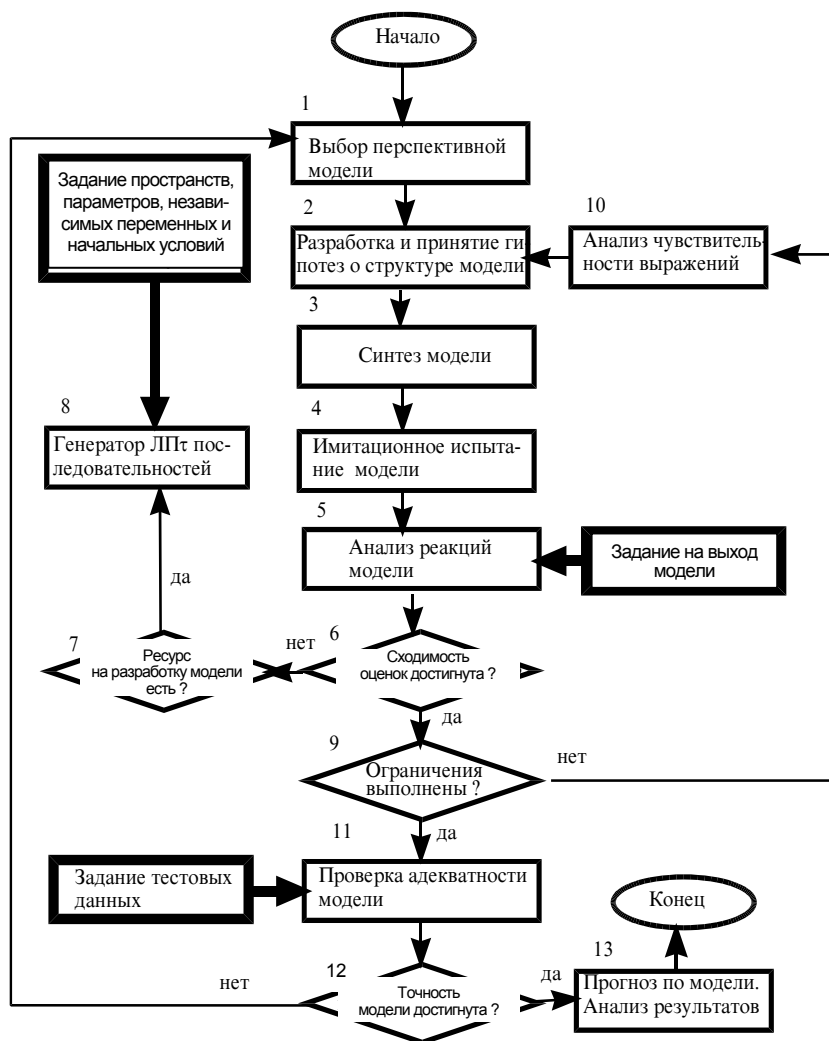 Начало
1
Выбор перспективной
модели
Задание пространств,
параметров, незави-
симых переменных и
начальных условий
2
Разработка и принятие ги-
потез о структуре модели
10
Анализ чувствитель-
ности выражений
3
Синтез модели
8
Генератор ЛПτ пос-
ледовательностей
4
Имитационное испыта-
ние модели
5
Анализ реакций
модели
Задание на выход
модели
да
7
Ресурс
на разработку модели
есть ?
нет
6
Сходимость
оценок достигнута ?
да
9
Ограничения
выполнены ?
нет
да
11
Проверка адекватности
модели
Задание тестовых
данных
Конец
12
Точность
модели достигнута ?
нет
да
13
Прогноз по модели.
Анализ результатов